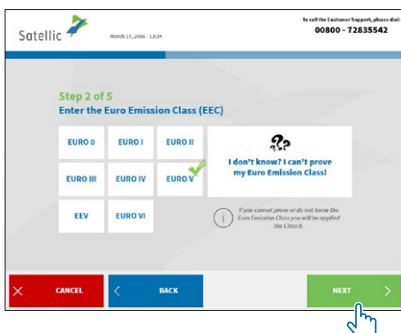 To call the Customer Support, please dial:
00800 - 72835542
Satellic
March 17, 2016 - 12:34
Step 2 of 5
Enter the Euro Emission Class (EEC)
EURO 0
EURO I
EURO II
EURO III
EURO IV
EURO V
EEV
EURO VI
???
I don't know? I can't prove
my Euro Emission Class!
If you cannot prove or do not know the
Euro Emission Class you will be applied
the Class 0.
CANCEL
BACK
NEXT